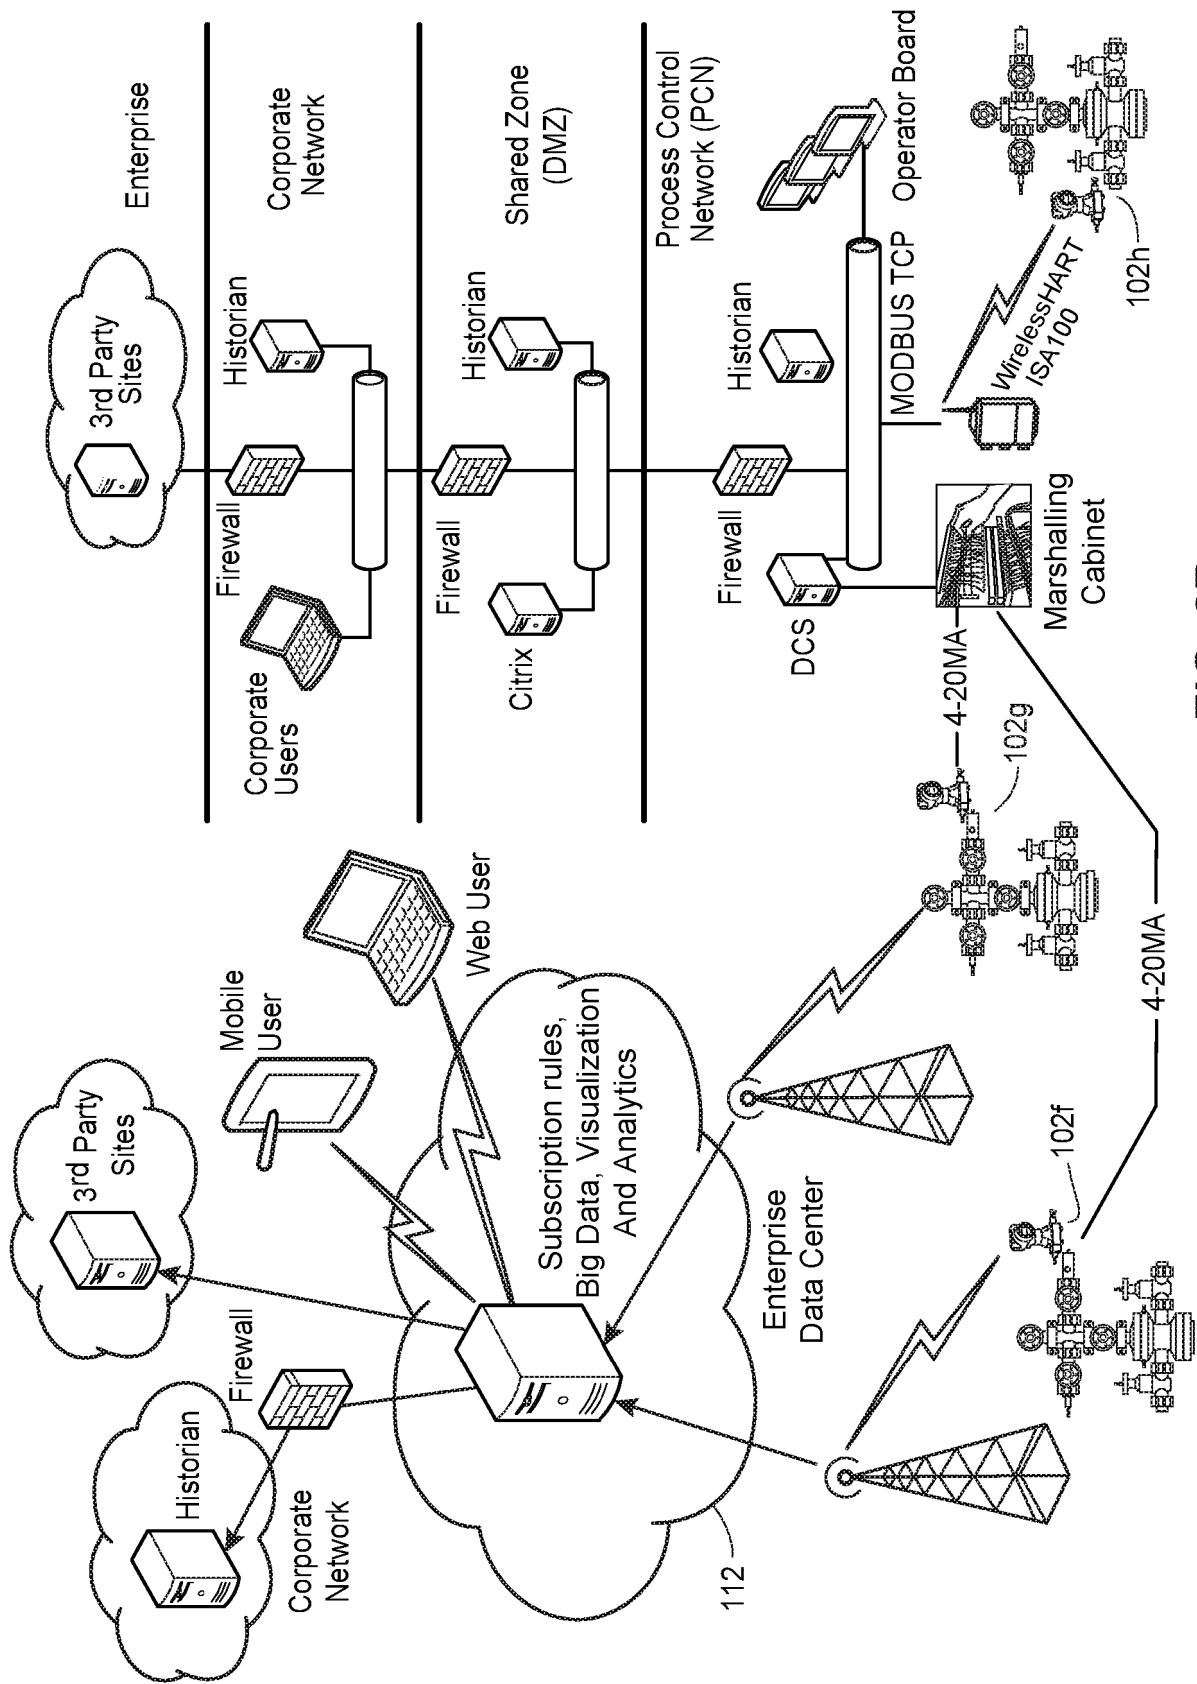 Historian
Corporate
Network
Firewall
3rd Party
Sites
Mobile
User
Web User
Subscription rules,
Big Data, Visualization
And Analytics
Enterprise
Data Center
112
102f
102g
4-20MA
4-20MA
Enterprise
3rd Party
Sites
Corporate
Network
Historian
Firewall
Corporate
Users
Shared Zone
(DMZ)
Historian
Firewall
Citrix
Process Control
Network (PCN)
Historian
Firewall
DCS
Operator Board
MODBUS TCP
WirelessHART
ISA100
Marshalling
Cabinet
102h